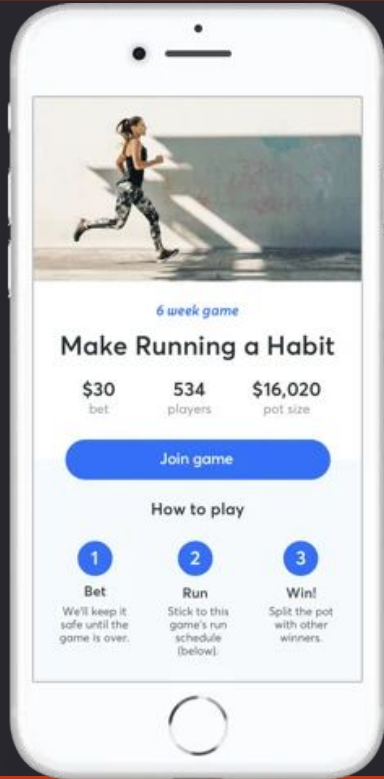 6 week game
Make Running a Habit
$30 534 $16,020
bet players pot size
Join game
How to play
1 2 3
Bet Run Win!
We'll keep it safe until the game is over.
Stick to this game's run schedule (below).
Split the pot with other winners.